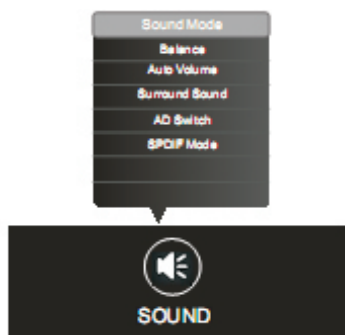 Sound Mode
Balance
Auto Volume
Surround Sound
AD Switch
SPDIF Mode
SOUND